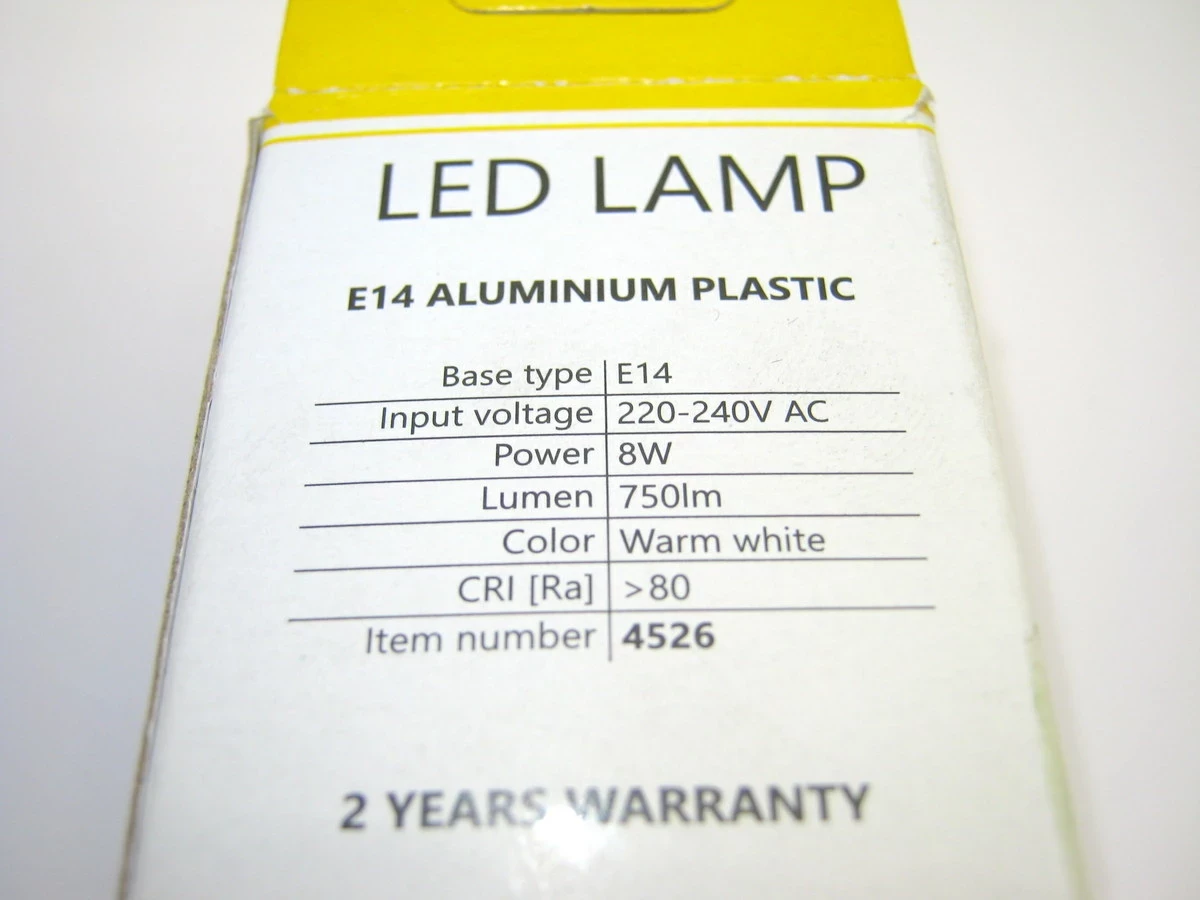 LED LAMP
E14 ALUMINIUM PLASTIC
Base type E14
Input voltage 220-240V AC
Power 8W
Lumen 750lm
Color Warm white
CRI [Ra] >80
Item number 4526
2 YEARS WARRANTY